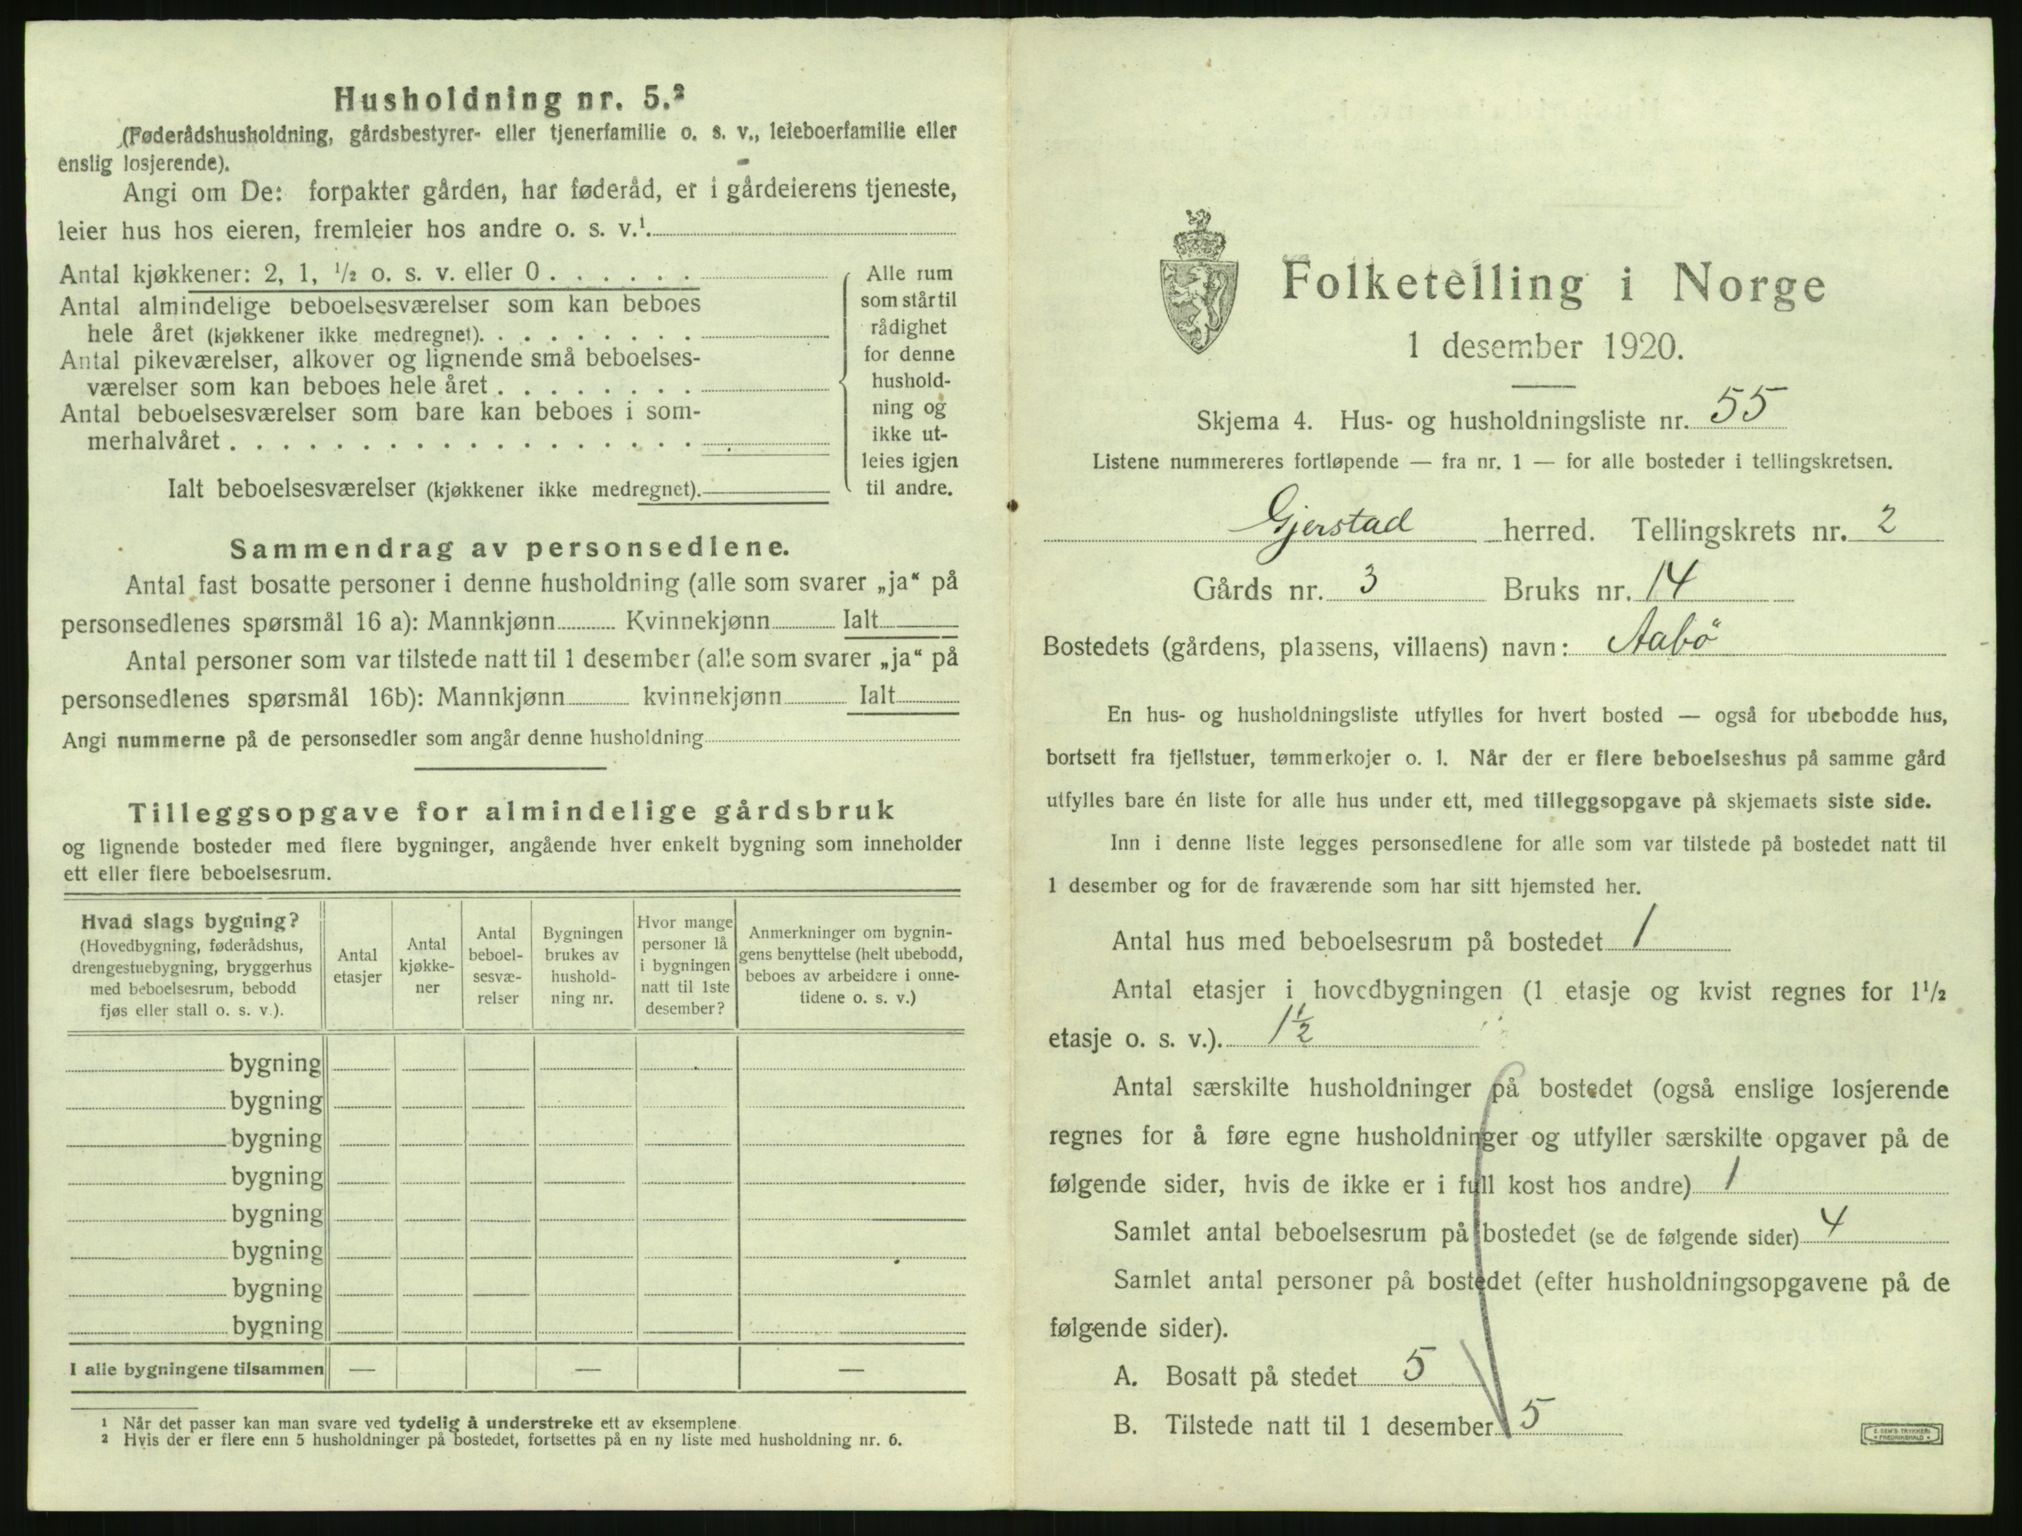 Husholdning nr. 5.²
(Føderådshusholdning, gårdsbestyrer- eller tjenerfamilie o. s. v., leieboerfamilie eller
enslig losjerende).
Angi om De: forpakter gården, har føderåd, er i gårdeierens tjeneste,
leier hus hos eieren, fremleier hos andre o. s. v.¹
Antal kjøkkener: 2, 1, ¹/₂ o. s. v. eller 0 . . . . . .
Antal almindelige beboelsesværelser som kan beboes
hele året (kjøkkener ikke medregnet). . . . . . . . .
Antal pikeværelser, alkover og lignende små beboelses-
værelser som kan beboes hele året . . . . . . . .
Antal beboelsesværelser som bare kan beboes i som-
merhalvåret . . . . . . . . . . . . . . . . . .
Ialt beboelsesværelser (kjøkkener ikke medregnet).
Alle rum
som står til
rådighet
for denne
hushold-
ning og
ikke ut-
leies igjen
til andre.
Sammendrag av personsedlene.
Antal fast bosatte personer i denne husholdning (alle som svarer „ja“ på
personsedlenes spørsmål 16 a): Mannkjønn Kvinnekjønn Ialt
Antal personer som var tilstede natt til 1 desember (alle som svarer „ja“ på
personsedlenes spørsmål 16b): Mannkjønn kvinnekjønn Ialt
Angi nummerne på de personsedler som angår denne husholdning
Tilleggsopgave for almindelige gårdsbruk
og lignende bosteder med flere bygninger, angående hver enkelt bygning som inneholder
ett eller flere beboelsesrum.
Hvad slags bygning?
(Hovedbygning, føderådshus,
drengestuebygning, bryggerhus
med beboelsesrum, bebodd
fjøs eller stall o. s. v.).
Antal
etasjer
Antal
kjøkke-
ner
Antal
beboel-
sesvæ-
relser
Bygningen
brukes av
hushold-
ning nr.
Hvor mange
personer lå
i bygningen
natt til 1ste
desember?
Anmerkninger om bygnin-
gens benyttelse (helt ubebodd,
beboes av arbeidere i onne-
tidene o. s. v.)
bygning
bygning
bygning
bygning
bygning
bygning
bygning
bygning
I alle bygningene tilsammen — — —
¹ Når det passer kan man svare ved tydelig å understreke ett av eksemplene.
² Hvis der er flere enn 5 husholdninger på bostedet, fortsettes på en ny liste med husholdning nr. 6.
Folketelling i Norge
1 desember 1920.
Skjema 4. Hus- og husholdningsliste nr. 55
Listene nummereres fortløpende — fra nr. 1 — for alle bosteder i tellingskretsen.
Gjerstad herred. Tellingskrets nr. 2
Gårds nr. 3 Bruks nr. 14
Bostedets (gårdens, plassens, villaens) navn: Aabö
En hus- og husholdningsliste utfylles for hvert bosted — også for ubebodde hus,
bortsett fra fjellstuer, tømmerkojer o. l. Når der er flere beboelseshus på samme gård
utfylles bare én liste for alle hus under ett, med tilleggsopgave på skjemaets siste side.
Inn i denne liste legges personsedlene for alle som var tilstede på bostedet natt til
1 desember og for de fraværende som har sitt hjemsted her.
Antal hus med beboelsesrum på bostedet 1
Antal etasjer i hovedbygningen (1 etasje og kvist regnes for 1¹/₂
etasje o. s. v.). 1½
Antal særskilte husholdninger på bostedet (også enslige losjerende
regnes for å føre egne husholdninger og utfyller særskilte opgaver på de
følgende sider, hvis de ikke er i full kost hos andre) 1
Samlet antal beboelsesrum på bostedet (se de følgende sider) 4
Samlet antal personer på bostedet (efter husholdningsopgavene på de
følgende sider).
A. Bosatt på stedet 5
B. Tilstede natt til 1 desember 5